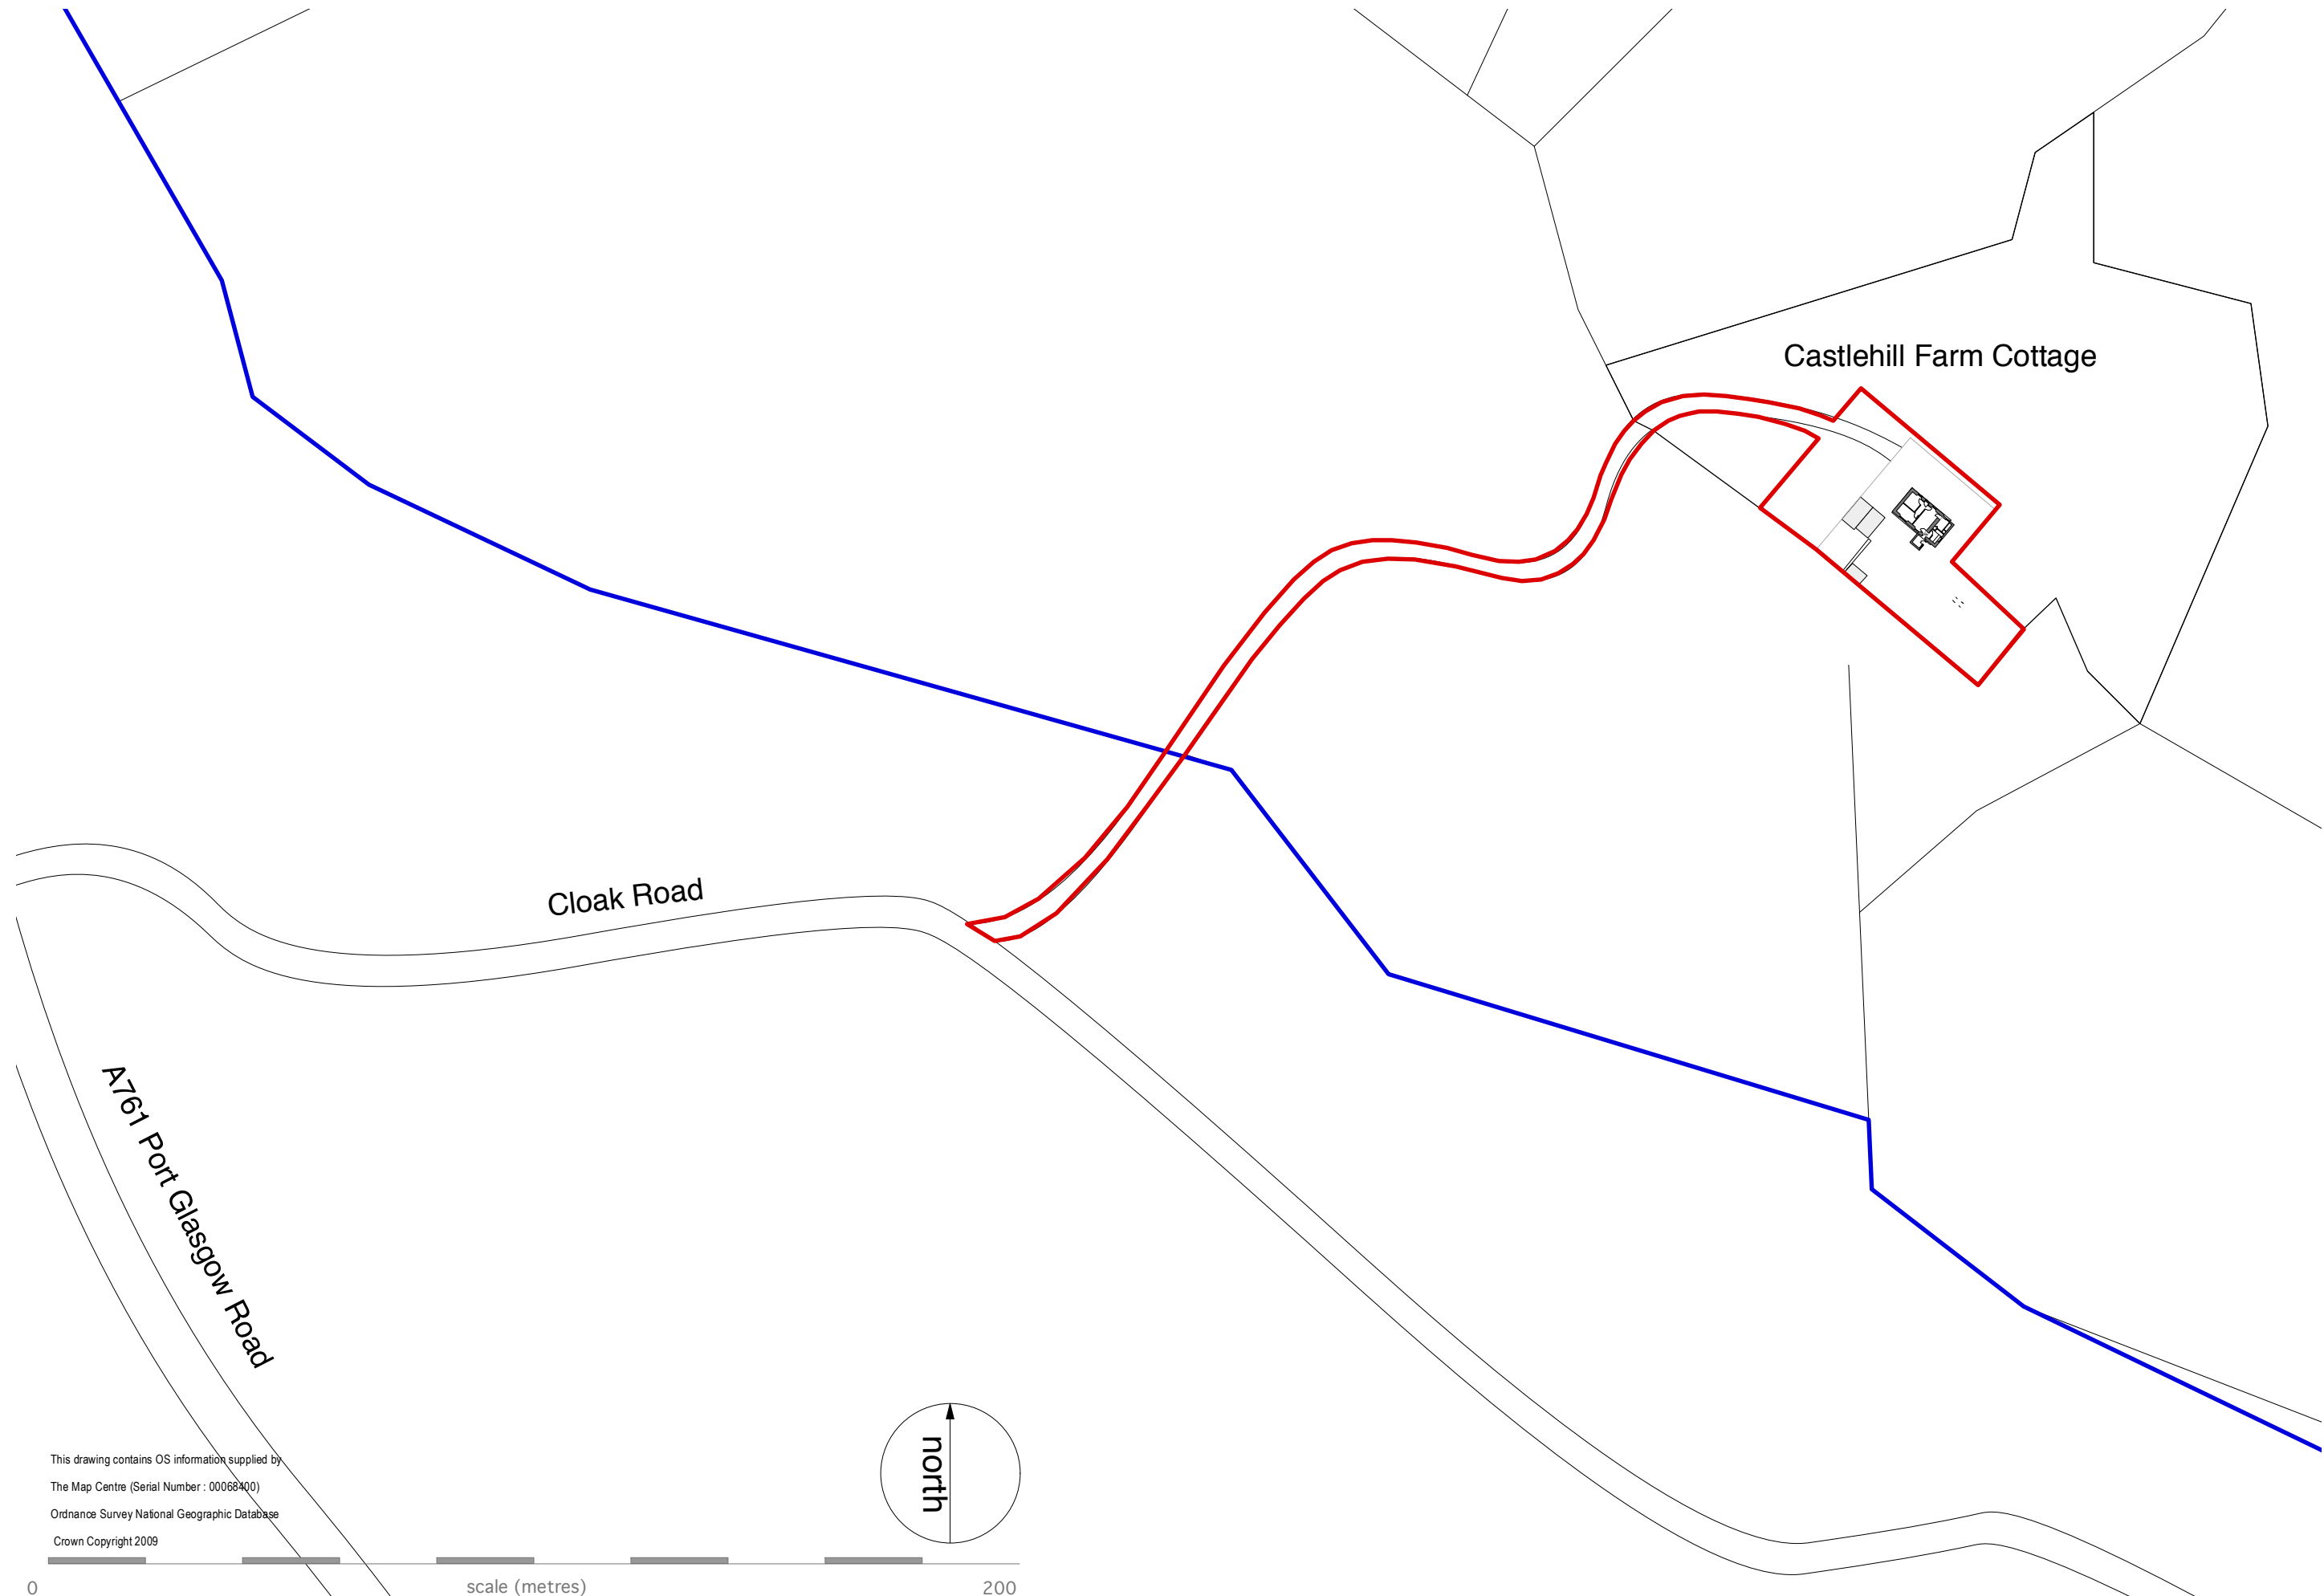 Castlehill Farm Cottage
Cloak Road
A761 Port Glasgow Road
north
This drawing contains OS information supplied by
The Map Centre (Serial Number : 00068400)
Ordnance Survey National Geographic Database
Crown Copyright 2009
0
scale (metres)
200